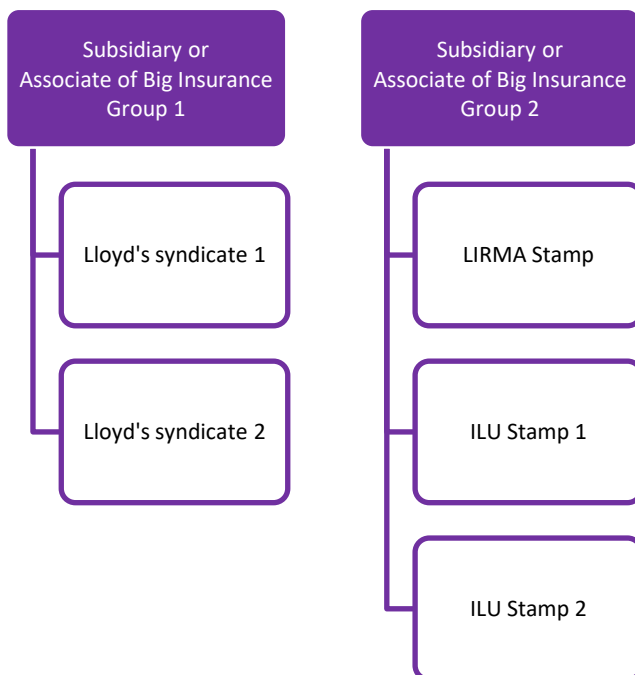 Subsidiary or
Associate of Big Insurance
Group 1
Lloyd's syndicate 1
Lloyd's syndicate 2
Subsidiary or
Associate of Big Insurance
Group 2
LIRMA Stamp
ILU Stamp 1
ILU Stamp 2